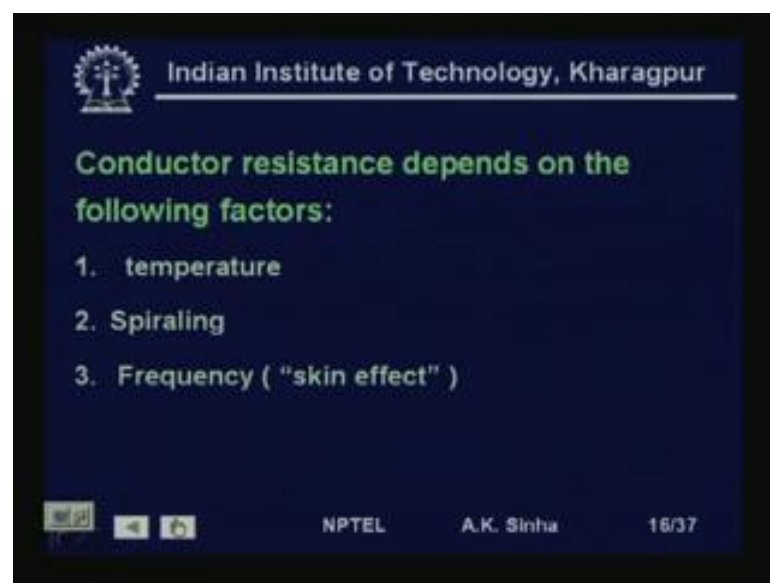 Indian Institute of Technology, Kharagpur
Conductor resistance depends on the
following factors:
1. temperature
2. Spiraling
3. Frequency ( “skin effect” )
NPTEL A.K. Sinha 16/37